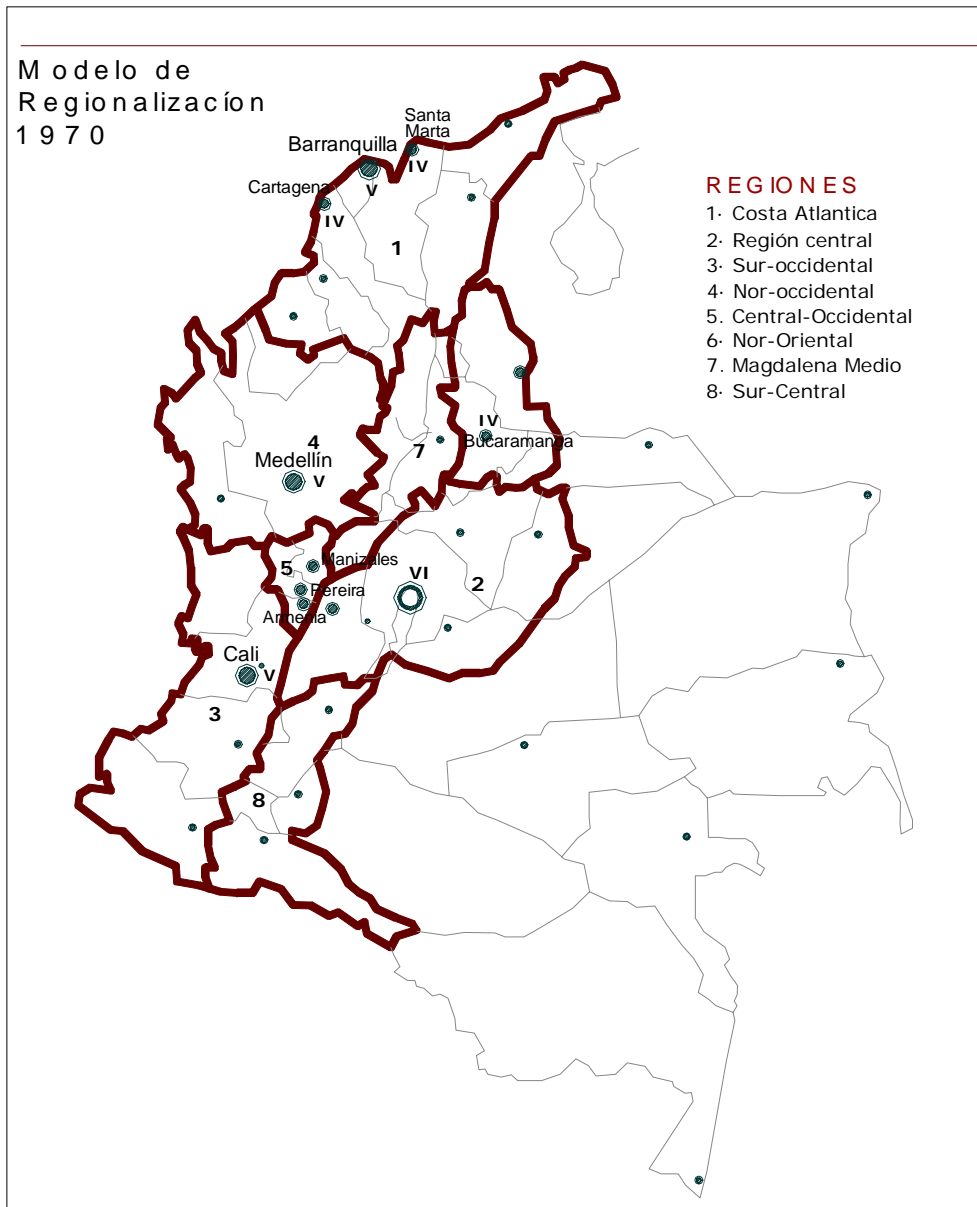 Modelo de
Regionalizacíon
1970
Santa
Marta
Barranquilla
IV
V
Cartagena
IV
1
REGIONES
1· Costa Atlantica
2· Región central
3· Sur-occidental
4· Nor-occidental
5. Central-Occidental
6· Nor-Oriental
7. Magdalena Medio
8· Sur-Central
IV
Bucaramanga
4
7
Medellín
V
5
Manizales
VI
2
Pereira
Armenia
Cali
V
3
8